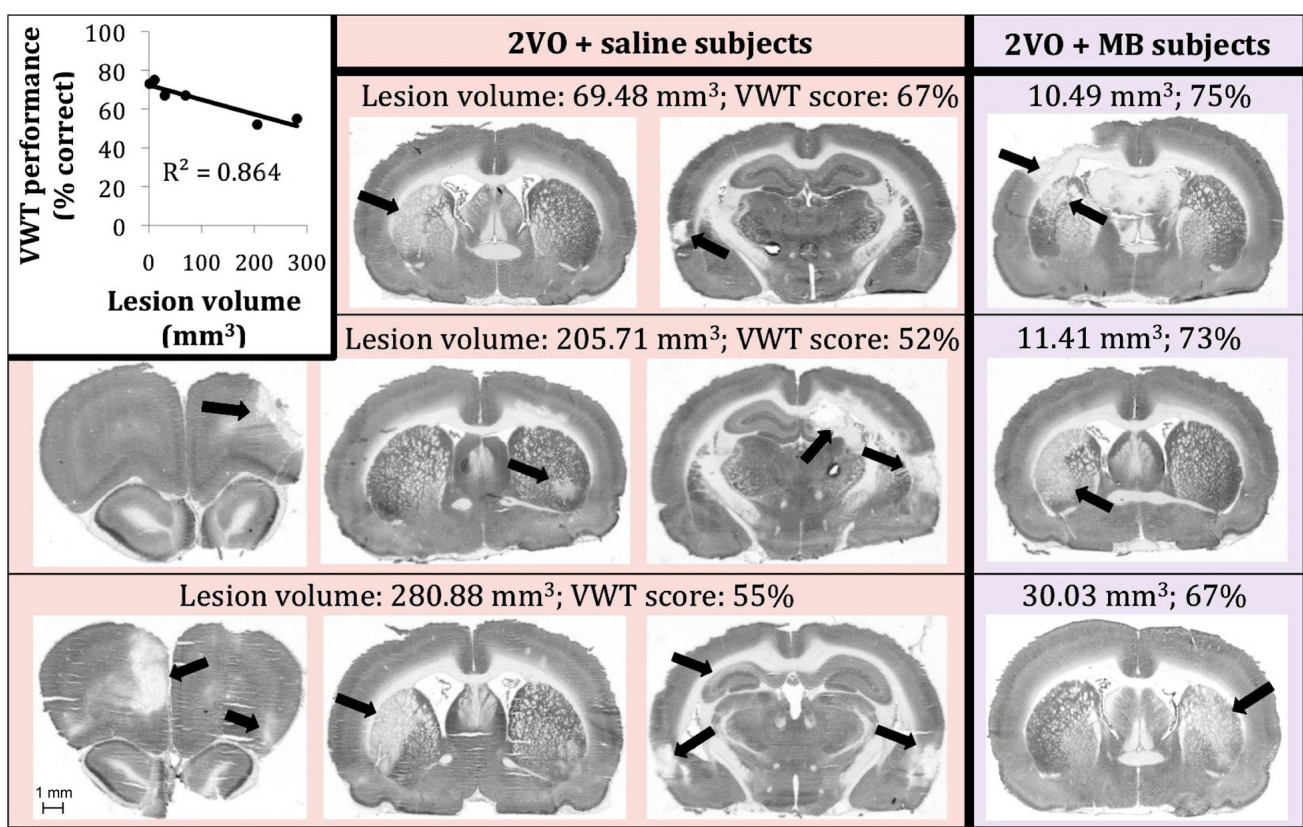 100
80
60
40
20
0
VWT performance
(% correct)
R² = 0.864
0 100 200 300
Lesion volume
(mm³)
2VO + saline subjects
2VO + MB subjects
Lesion volume: 69.48 mm³; VWT score: 67%
10.49 mm³; 75%
Lesion volume: 205.71 mm³; VWT score: 52%
11.41 mm³; 73%
Lesion volume: 280.88 mm³; VWT score: 55%
30.03 mm³; 67%
1 mm